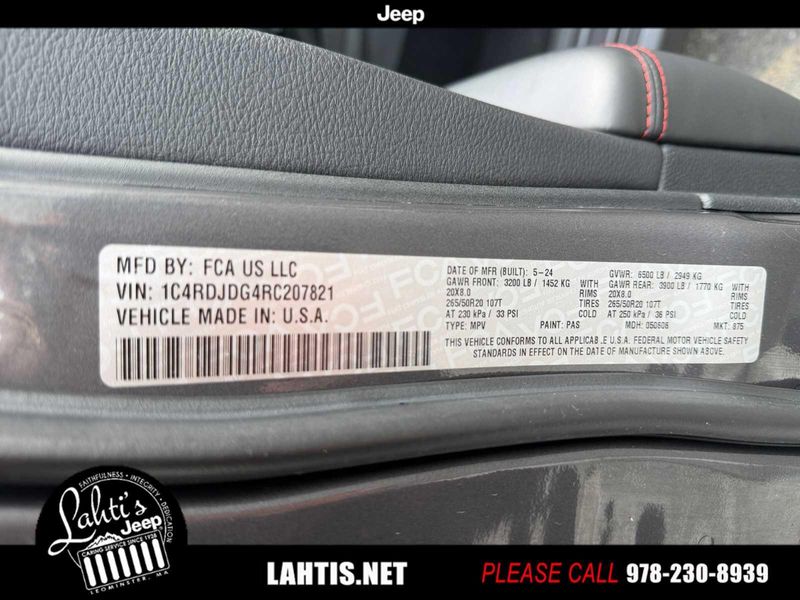 Jeep
MFD BY: FCA US LLC
VIN: 1C4RDJDG4RC207821
VEHICLE MADE IN: U.S.A.
DATE OF MFR (BUILT): 5-24 GVWR: 6500 LB / 2949 KG
GAWR FRONT: 3200 LB / 1452 KG WITH GAWR REAR: 3900 LB / 1770 KG WITH
20X8.0 RIMS 20X8.0 RIMS
265/50R20 107T TIRES 265/50R20 107T TIRES
AT 230 kPa / 33 PSI COLD AT 250 kPa / 36 PSI COLD
TYPE: MPV PAINT: PAS MDH: 050606 MKT: 875
THIS VEHICLE CONFORMS TO ALL APPLICAB.E U.S.A. FEDERAL MOTOR VEHICLE SAFETY
STANDARDS IN EFFECT ON THE DATE OF MANUFACTURE SHOWN ABOVE.
FAITHFULNESS · INTEGRITY · DEDICATION
Lahti's
Jeep
CARING SERVICE SINCE 1928
LEOMINSTER, MA
LAHTIS.NET
PLEASE CALL 978-230-8939